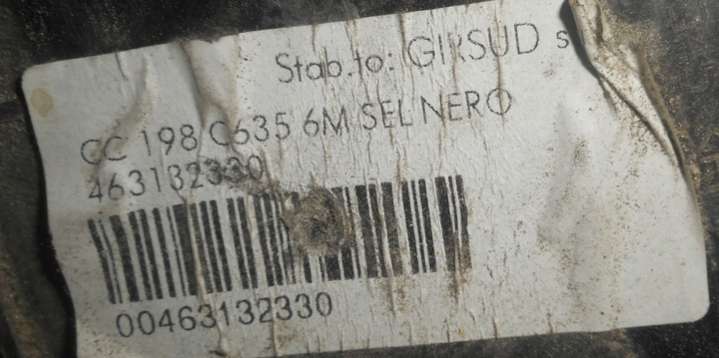 Stab.to: GIRSUD s
CC 198 C635 6M SEL NERO
463132330
00463132330